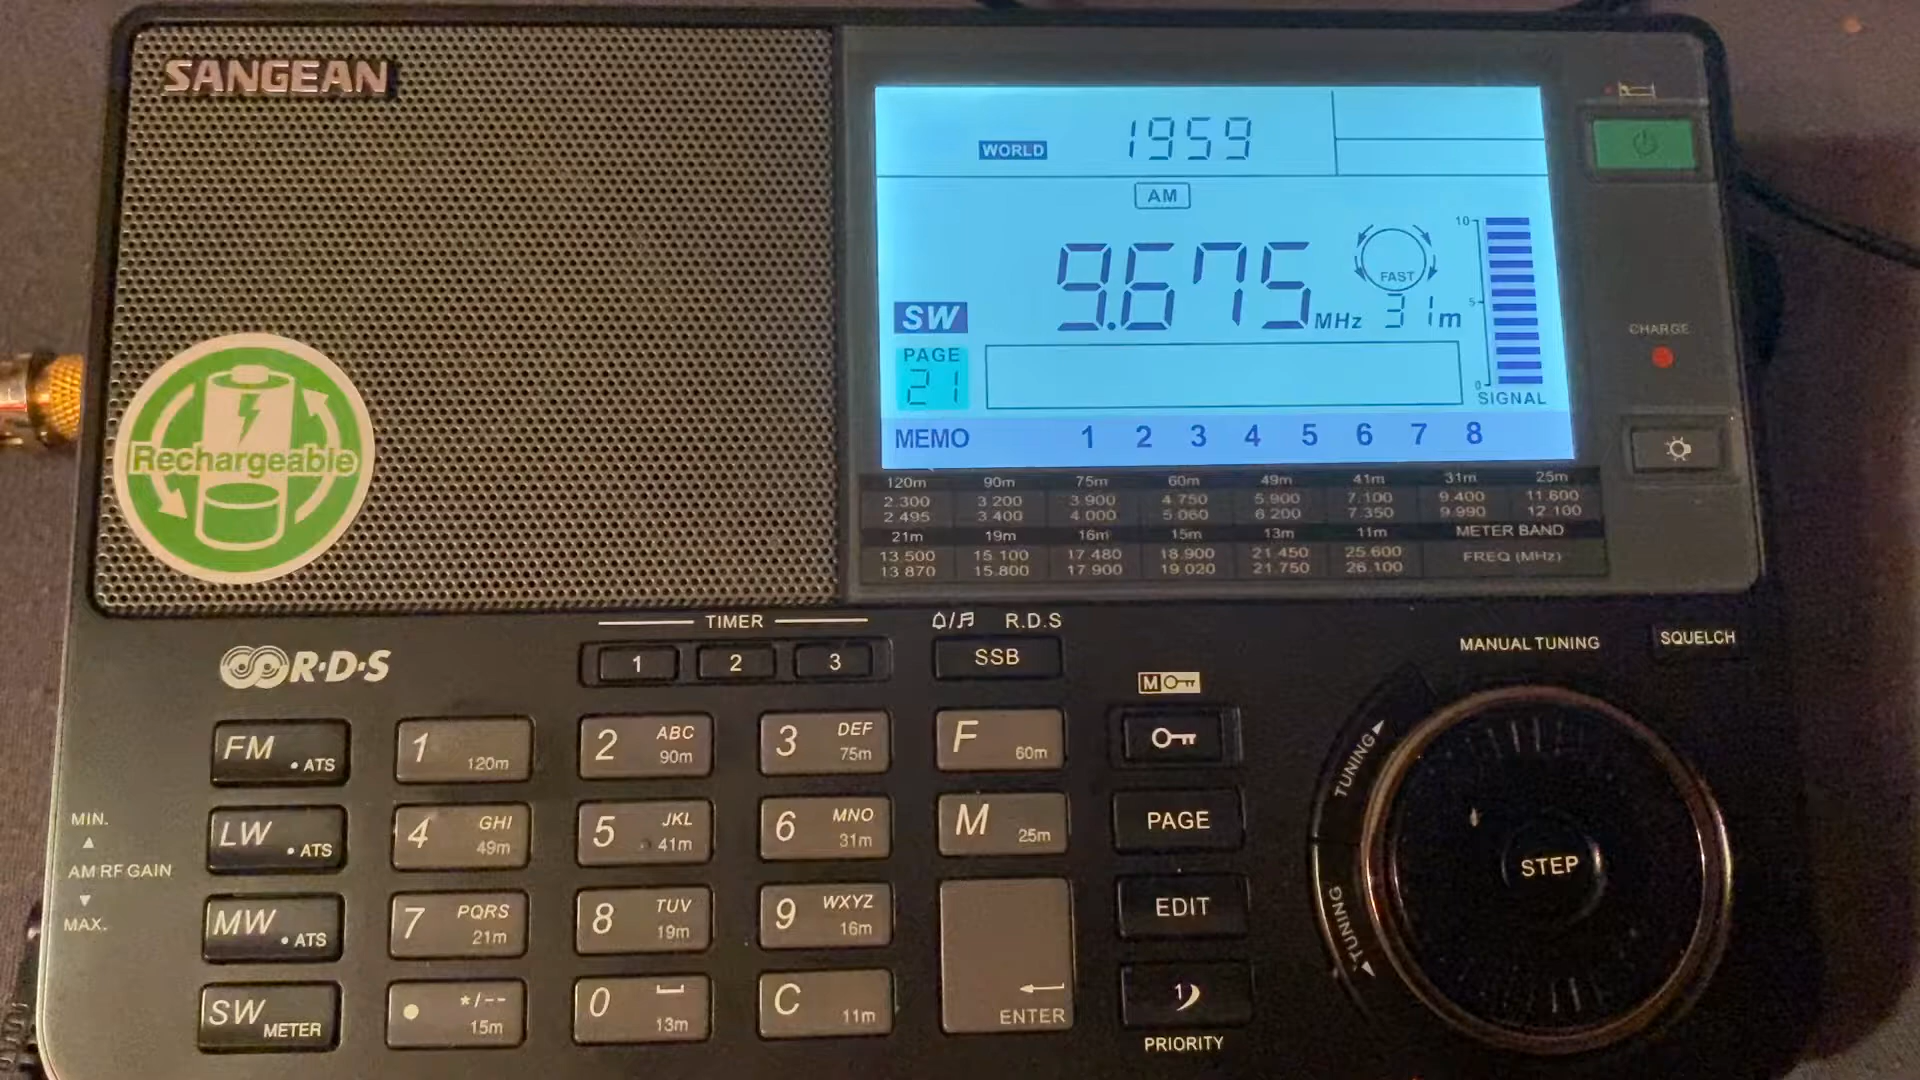 SANGEAN
Rechargeable
WORLD 1959
AM
9.675 MHz 31m
FAST
SW
PAGE
21
10
5
0
SIGNAL
MEMO 1 2 3 4 5 6 7 8
CHARGE
120m 90m 75m 60m 49m 41m 31m 25m
2.300 3.200 3.900 4.750 5.900 7.100 9.400 11.600
2.495 3.400 4.000 5.060 6.200 7.350 9.990 12.100
21m 19m 16m 15m 13m 11m METER BAND
13.500 15.100 17.480 18.900 21.450 25.600 FREQ (MHz)
13.870 15.800 17.900 19.020 21.750 26.100
R·D·S
TIMER
1 2 3
R.D.S
SSB
MANUAL TUNING
SQUELCH
M
FM • ATS
1 120m
2 ABC 90m
3 DEF 75m
F 60m
LW • ATS
4 GHI 49m
5 JKL 41m
6 MNO 31m
M 25m
PAGE
MW • ATS
7 PQRS 21m
8 TUV 19m
9 WXYZ 16m
EDIT
SW METER
• */-- 15m
0 13m
C 11m
ENTER
1
PRIORITY
MIN.
AM RF GAIN
MAX.
TUNING
TUNING
STEP